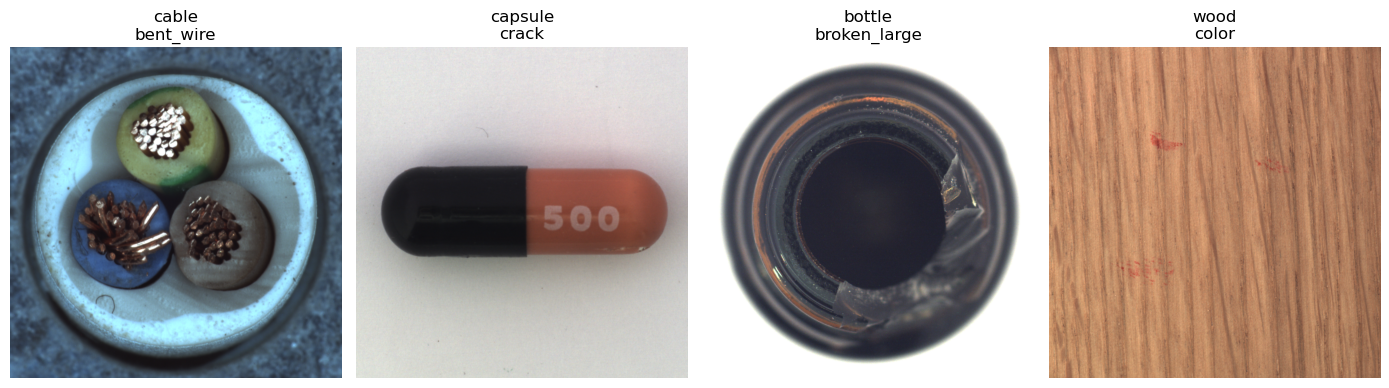 cable
bent_wire
capsule
crack
bottle
broken_large
wood
color
500